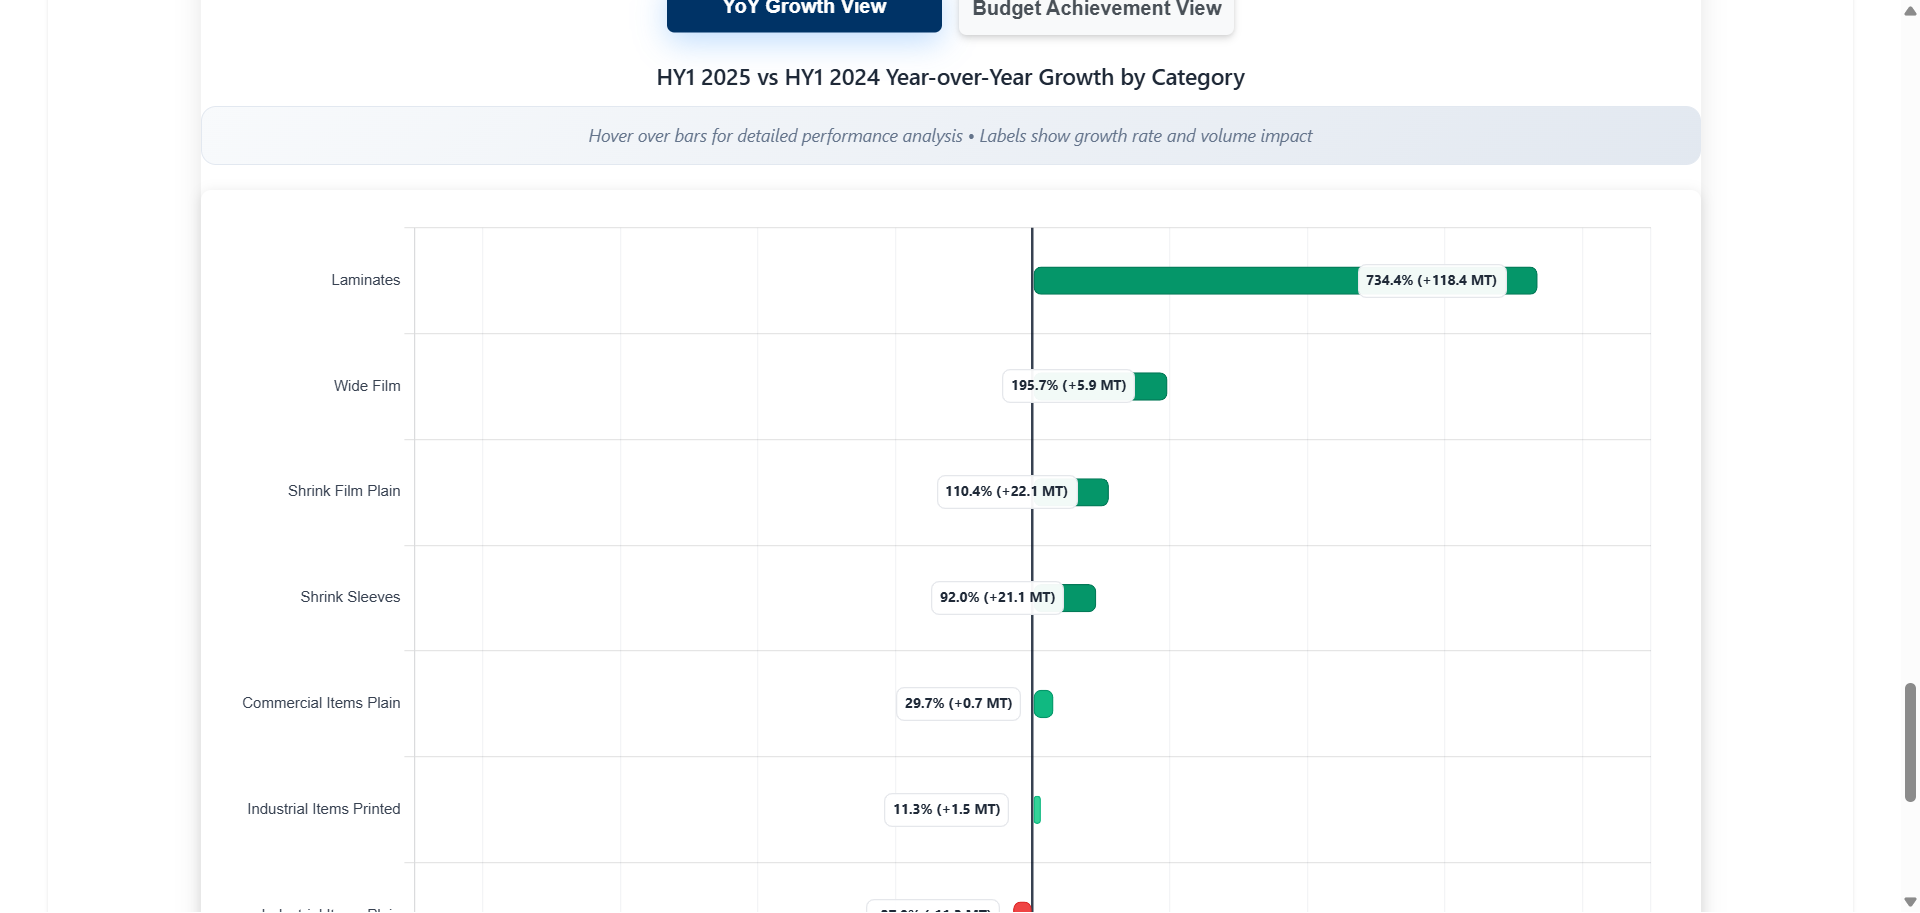 YoY Growth View
Budget Achievement View
HY1 2025 vs HY1 2024 Year-over-Year Growth by Category
Hover over bars for detailed performance analysis • Labels show growth rate and volume impact
Laminates
734.4% (+118.4 MT)
Wide Film
195.7% (+5.9 MT)
Shrink Film Plain
110.4% (+22.1 MT)
Shrink Sleeves
92.0% (+21.1 MT)
Commercial Items Plain
29.7% (+0.7 MT)
Industrial Items Printed
11.3% (+1.5 MT)
Industrial Items Plain